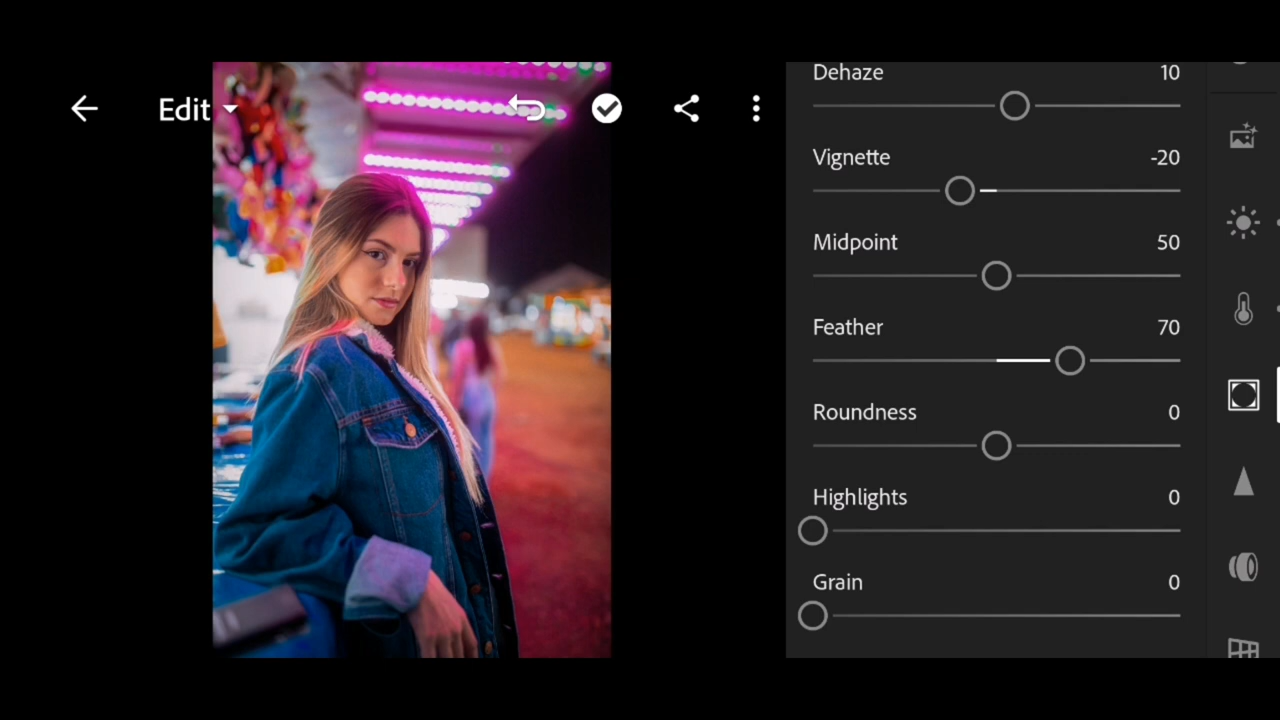 Edit
Dehaze 10
Vignette -20
Midpoint 50
Feather 70
Roundness 0
Highlights 0
Grain 0